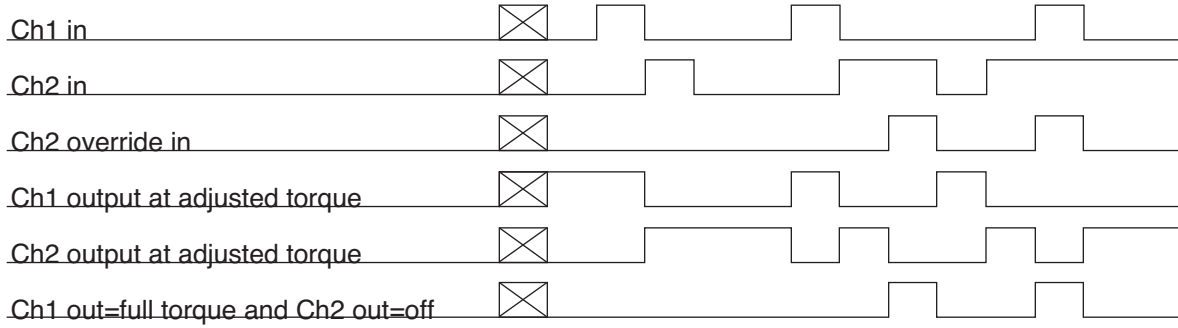 Ch1 in
Ch2 in
Ch2 override in
Ch1 output at adjusted torque
Ch2 output at adjusted torque
Ch1 out=full torque and Ch2 out=off